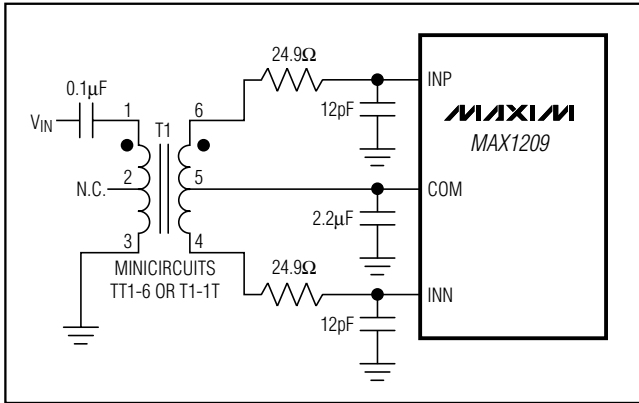 24.9Ω
0.1μF
1
6
INP
VIN
T1
12pF
MAXIM
MAX1209
N.C.
2
5
COM
2.2μF
3
4
MINICIRCUITS
TT1-6 OR T1-1T
24.9Ω
INN
12pF